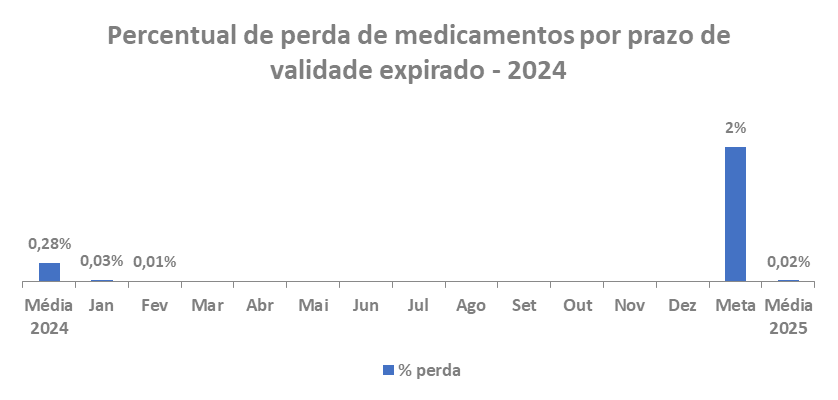 Percentual de perda de medicamentos por prazo de
validade expirado - 2024
2%
0,28%
0,03%
0,01%
0,02%
Média
2024
Jan
Fev
Mar
Abr
Mai
Jun
Jul
Ago
Set
Out
Nov
Dez
Meta
Média
2025
% perda